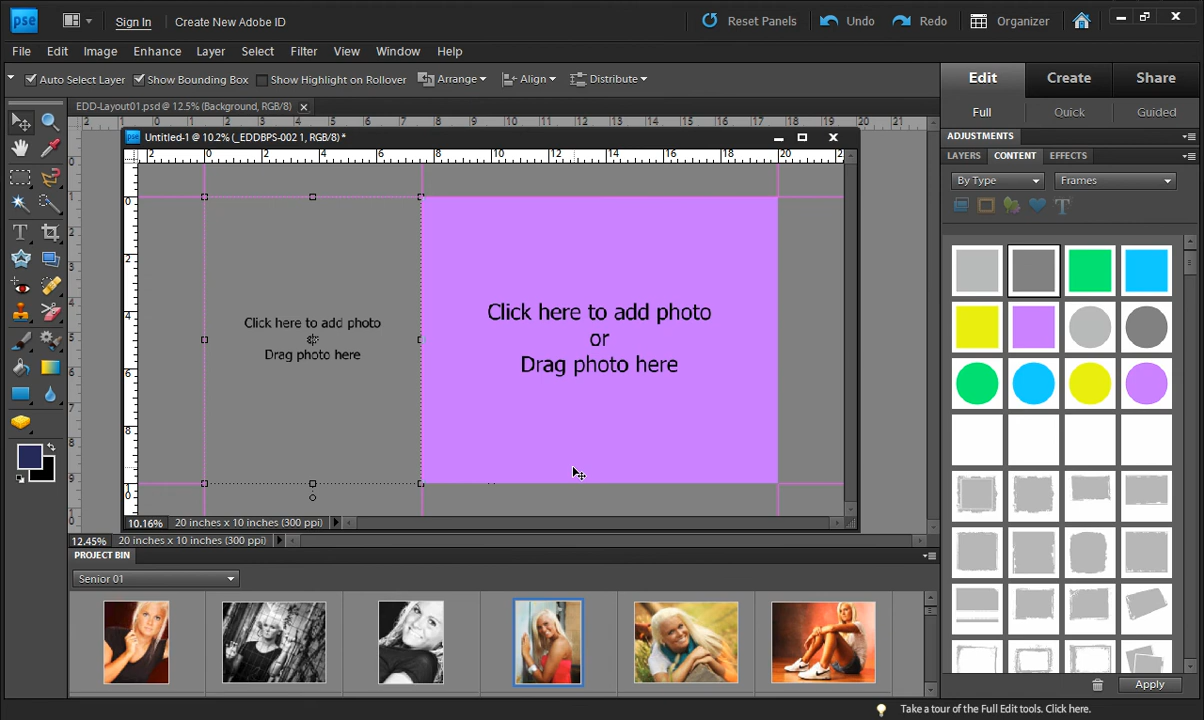 pse
Sign In
Create New Adobe ID
Reset Panels
Undo
Redo
Organizer
File Edit Image Enhance Layer Select Filter View Window Help
Auto Select Layer Show Bounding Box Show Highlight on Rollover Arrange Align Distribute
Edit Create Share
Full Quick Guided
EDD-Layout01.psd @ 12.5% (Background, RGB/8)
Untitled-1 @ 10.2% (_EDDBPS-002 1, RGB/8) *
ADJUSTMENTS
LAYERS CONTENT EFFECTS
By Type
Frames
Click here to add photo
Drag photo here
Click here to add photo
or
Drag photo here
10.16% 20 inches x 10 inches (300 ppi)
12.45% 20 inches x 10 inches (300 ppi)
PROJECT BIN
Senior 01
Apply
Take a tour of the Full Edit tools. Click here.